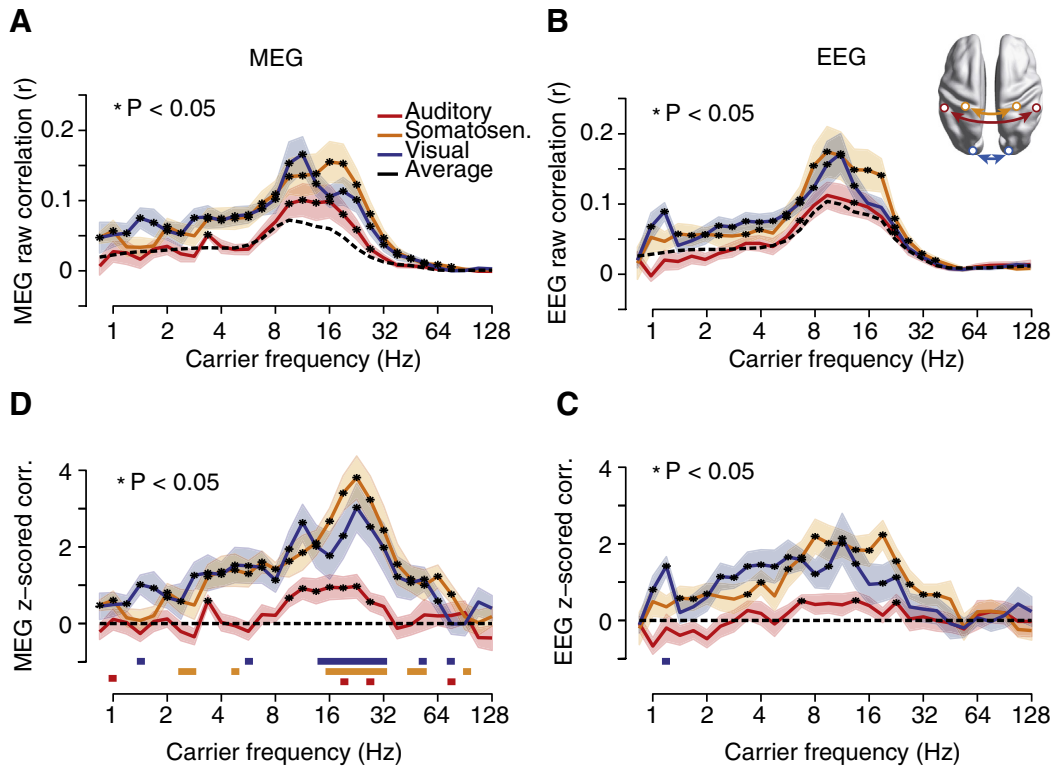 A
MEG
MEG raw correlation (r)
0.2
0.1
0
* P < 0.05
Auditory
Somatosen.
Visual
Average
1 2 4 8 16 32 64 128
Carrier frequency (Hz)
B
EEG
EEG raw correlation (r)
0.2
0.1
0
* P < 0.05
1 2 4 8 16 32 64 128
Carrier frequency (Hz)
D
MEG z-scored corr.
4
2
0
* P < 0.05
1 2 4 8 16 32 64 128
Carrier frequency (Hz)
C
EEG z-scored corr.
4
2
0
* P < 0.05
1 2 4 8 16 32 64 128
Carrier frequency (Hz)